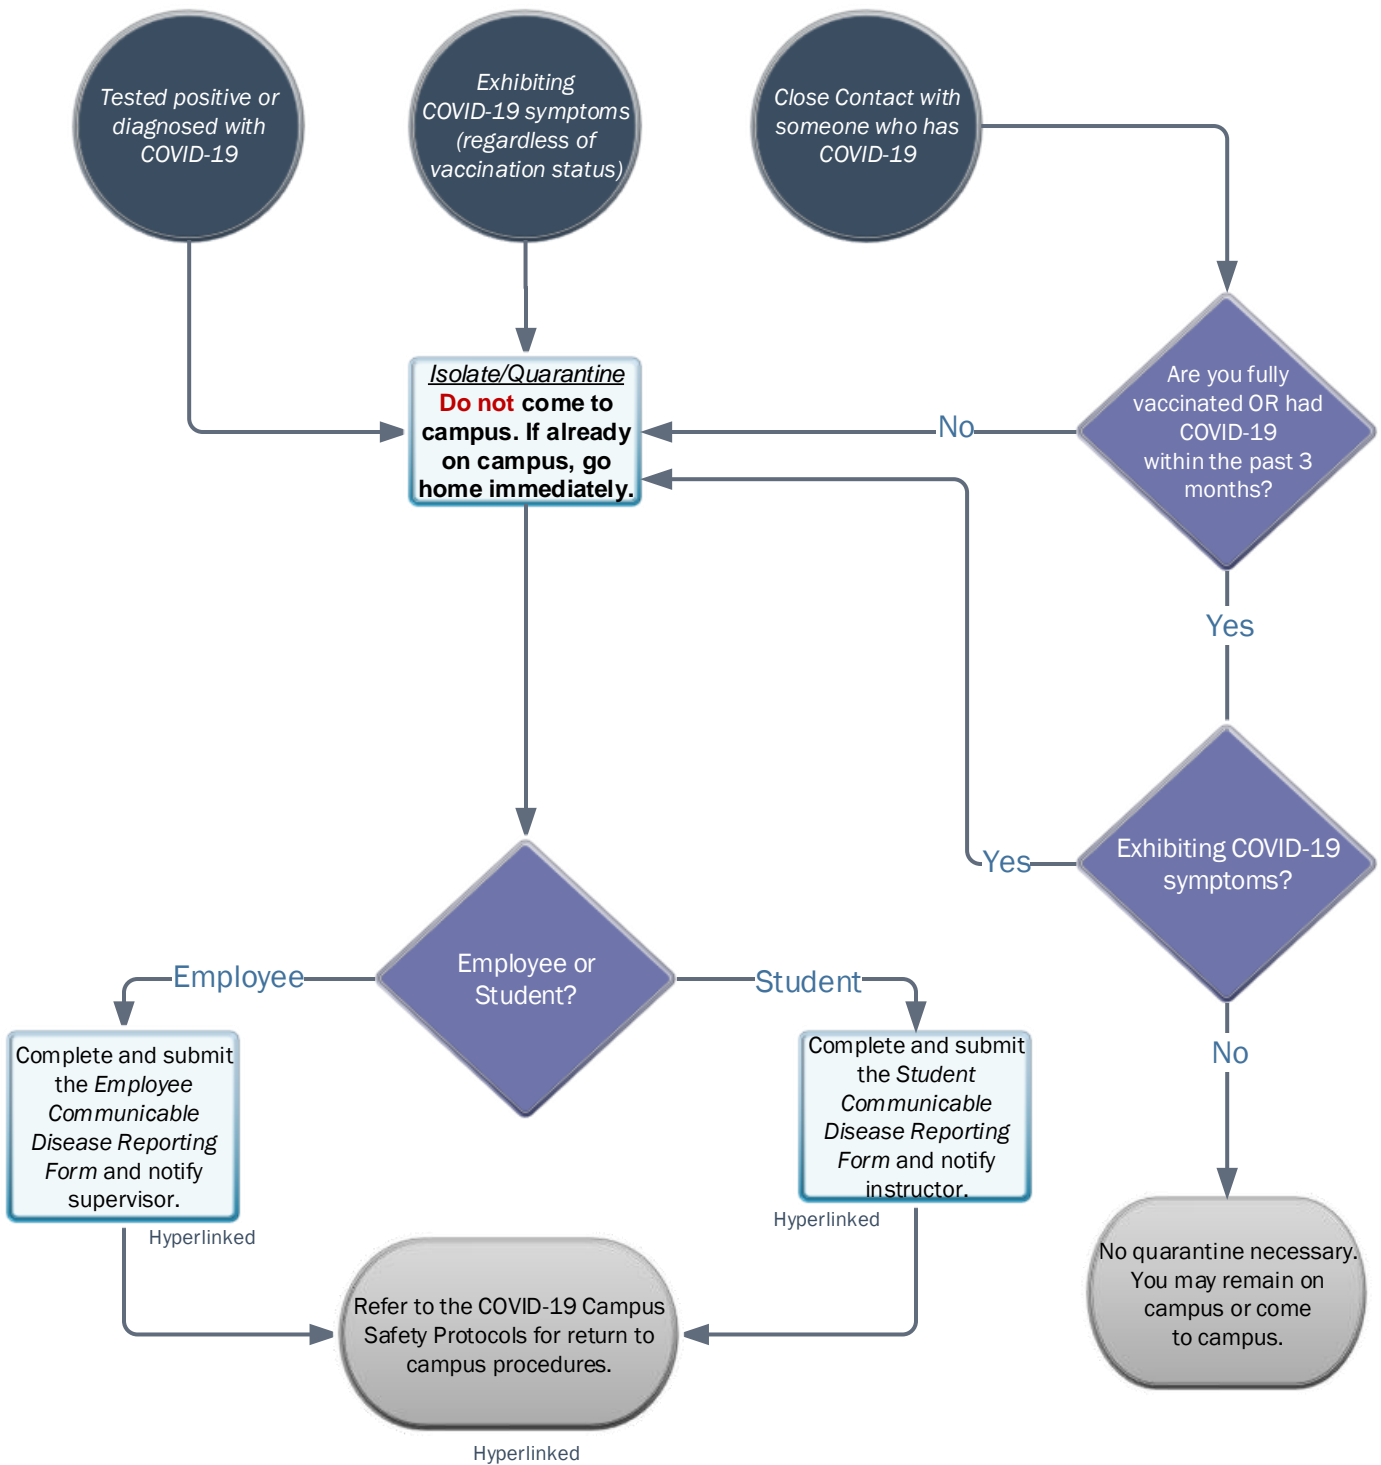 Tested positive or
diagnosed with
COVID-19
Exhibiting
COVID-19 symptoms
(regardless of
vaccination status)
Close Contact with
someone who has
COVID-19
Isolate/Quarantine
Do not come to
campus. If already
on campus, go
home immediately.
No
Are you fully
vaccinated OR had
COVID-19
within the past 3
months?
Yes
Exhibiting COVID-19
symptoms?
Yes
Employee or
Student?
Employee
Student
No
Complete and submit
the Employee
Communicable
Disease Reporting
Form and notify
supervisor.
Hyperlinked
Complete and submit
the Student
Communicable
Disease Reporting
Form and notify
instructor.
Hyperlinked
Refer to the COVID-19 Campus
Safety Protocols for return to
campus procedures.
Hyperlinked
No quarantine necessary.
You may remain on
campus or come
to campus.